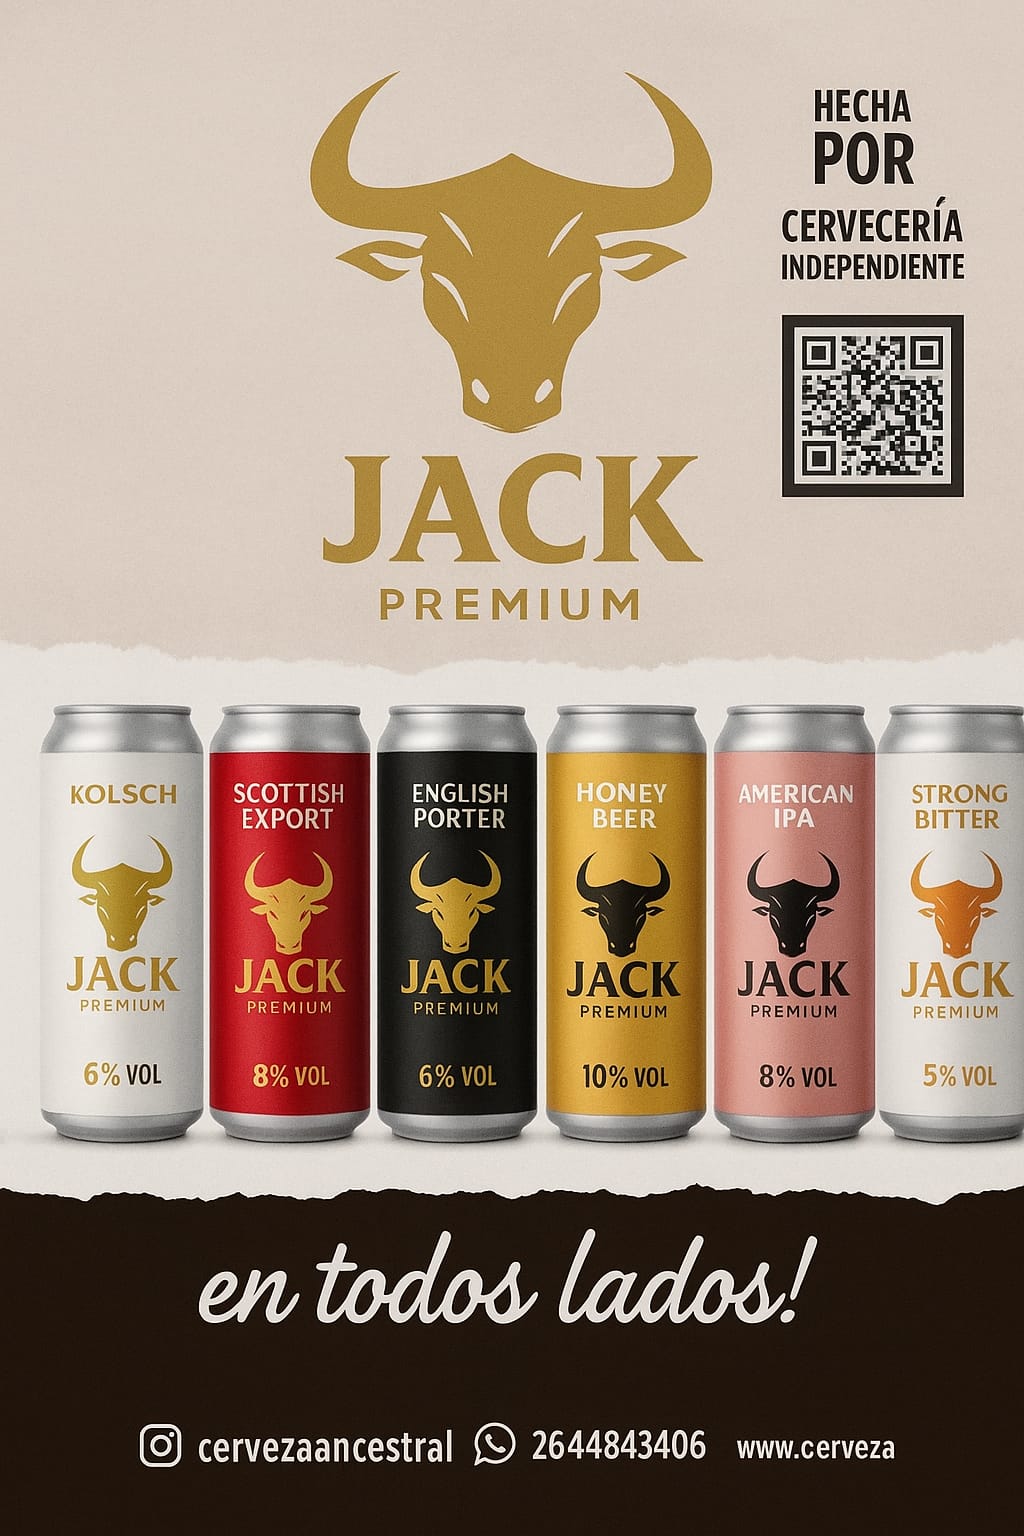 HECHA
POR
CERVECERÍA
INDEPENDIENTE
JACK
PREMIUM
KOLSCH
JACK
PREMIUM
6% VOL
SCOTTISH
EXPORT
JACK
PREMIUM
8% VOL
ENGLISH
PORTER
JACK
PREMIUM
6% VOL
HONEY
BEER
JACK
PREMIUM
10% VOL
AMERICAN
IPA
JACK
PREMIUM
8% VOL
STRONG
BITTER
JACK
PREMIUM
5% VOL
en todos lados!
cervezaancestral 2644843406 www.cerveza